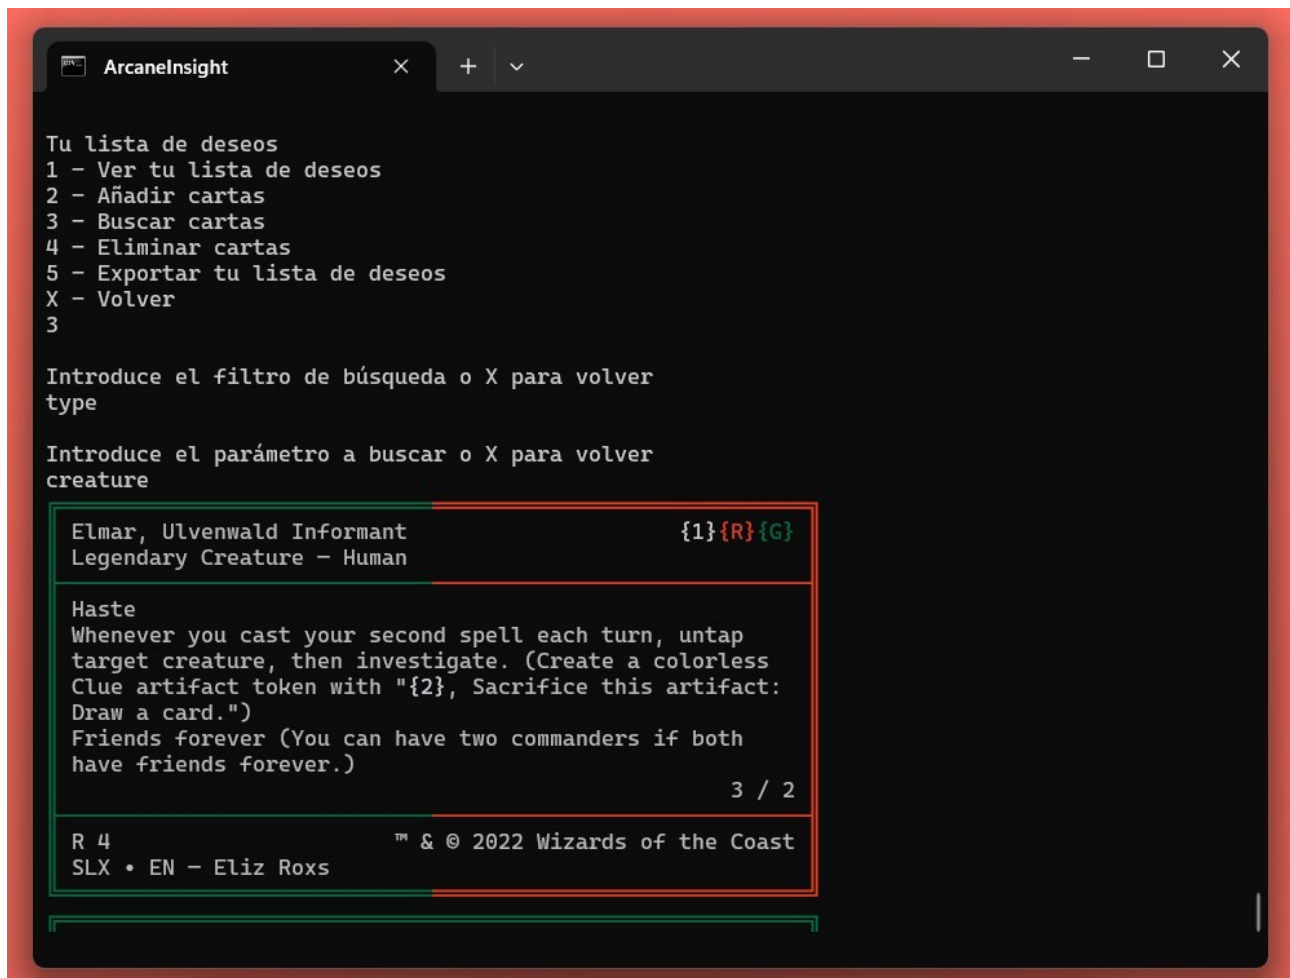 ArcaneInsight
Tu lista de deseos
1 – Ver tu lista de deseos
2 – Añadir cartas
3 – Buscar cartas
4 – Eliminar cartas
5 – Exportar tu lista de deseos
X – Volver
3
Introduce el filtro de búsqueda o X para volver
type
Introduce el parámetro a buscar o X para volver
creature
Elmar, Ulvenwald Informant {1}{R}{G}
Legendary Creature — Human
Haste
Whenever you cast your second spell each turn, untap
target creature, then investigate. (Create a colorless
Clue artifact token with "{2}, Sacrifice this artifact:
Draw a card.")
Friends forever (You can have two commanders if both
have friends forever.)
3 / 2
R 4 ™ & © 2022 Wizards of the Coast
SLX • EN — Eliz Roxs